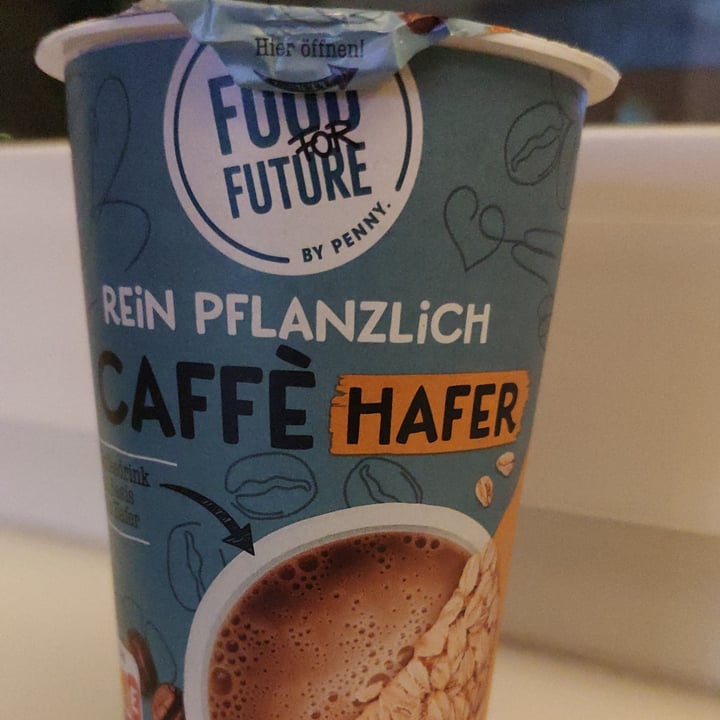 Hier öffnen!
FOOD
FOR
FUTURE
BY PENNY.
REiN PFLANZLiCH
CAFFÈ HAFER